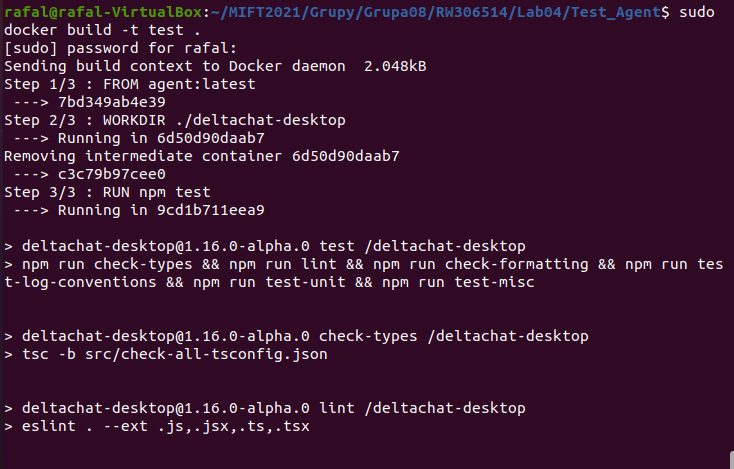 rafal@rafal-VirtualBox:~/MIFT2021/Grupy/Grupa08/RW306514/Lab04/Test_Agent$ sudo
docker build -t test .
[sudo] password for rafal:
Sending build context to Docker daemon  2.048kB
Step 1/3 : FROM agent:latest
 ---> 7bd349ab4e39
Step 2/3 : WORKDIR ./deltachat-desktop
 ---> Running in 6d50d90daab7
Removing intermediate container 6d50d90daab7
 ---> c3c79b97cee0
Step 3/3 : RUN npm test
 ---> Running in 9cd1b711eea9
> deltachat-desktop@1.16.0-alpha.0 test /deltachat-desktop
> npm run check-types && npm run lint && npm run check-formatting && npm run tes
t-log-conventions && npm run test-unit && npm run test-misc
> deltachat-desktop@1.16.0-alpha.0 check-types /deltachat-desktop
> tsc -b src/check-all-tsconfig.json
> deltachat-desktop@1.16.0-alpha.0 lint /deltachat-desktop
> eslint . --ext .js,.jsx,.ts,.tsx